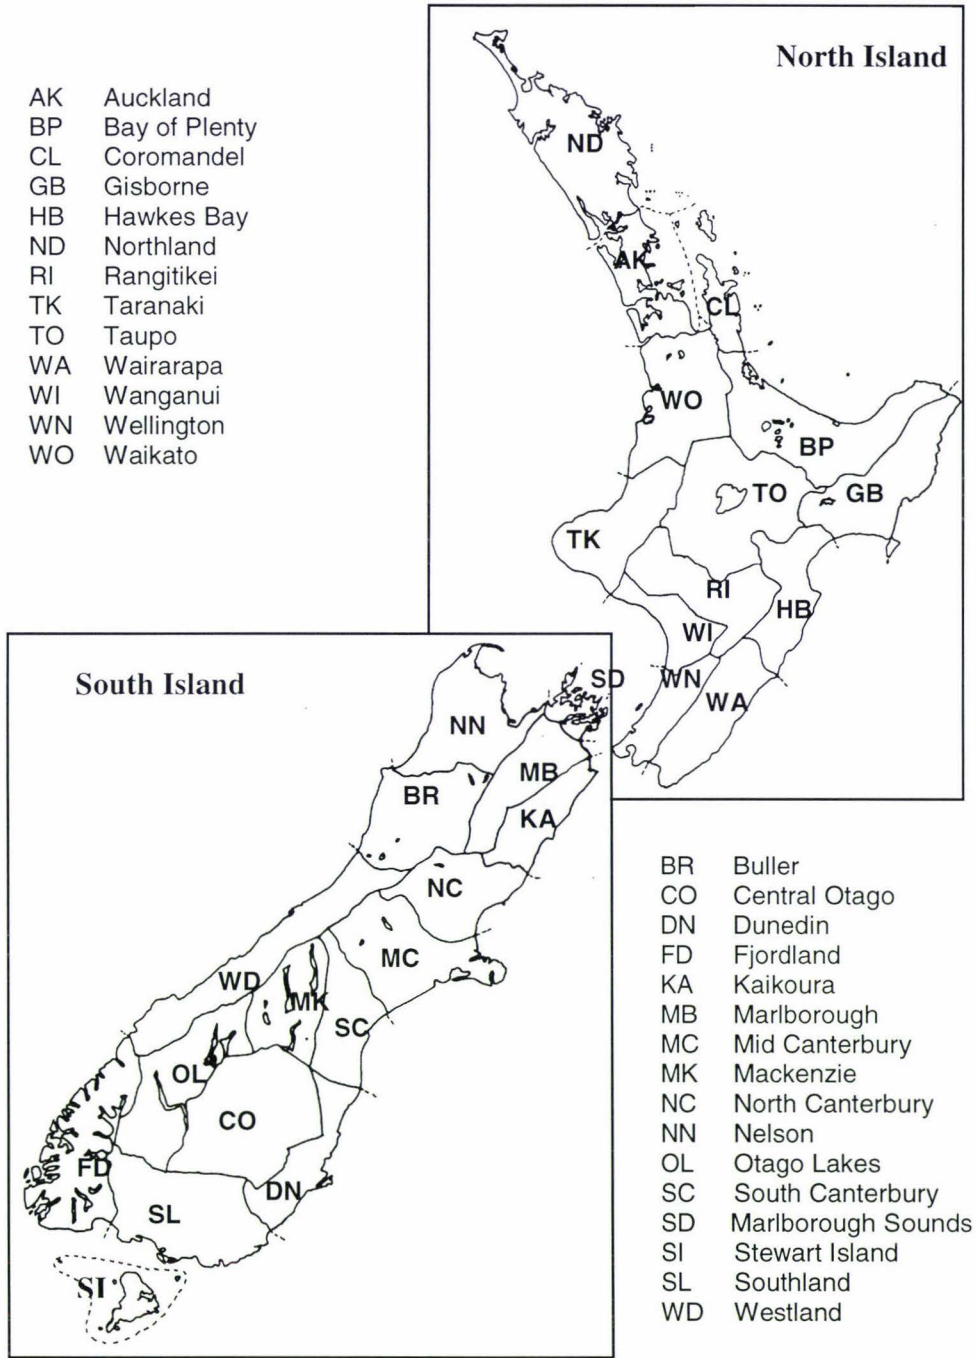 North Island
AK Auckland
BP Bay of Plenty
CL Coromandel
GB Gisborne
HB Hawkes Bay
ND Northland
RI Rangitikei
TK Taranaki
TO Taupo
WA Wairarapa
WI Wanganui
WN Wellington
WO Waikato
ND
AK
CL
WO
BP
TO
GB
TK
RI
HB
WI
WN
WA
South Island
SD
NN
MB
BR
KA
NC
MC
WD
MK
SC
OL
CO
FD
DN
SL
SI
BR Buller
CO Central Otago
DN Dunedin
FD Fjordland
KA Kaikoura
MB Marlborough
MC Mid Canterbury
MK Mackenzie
NC North Canterbury
NN Nelson
OL Otago Lakes
SC South Canterbury
SD Marlborough Sounds
SI Stewart Island
SL Southland
WD Westland